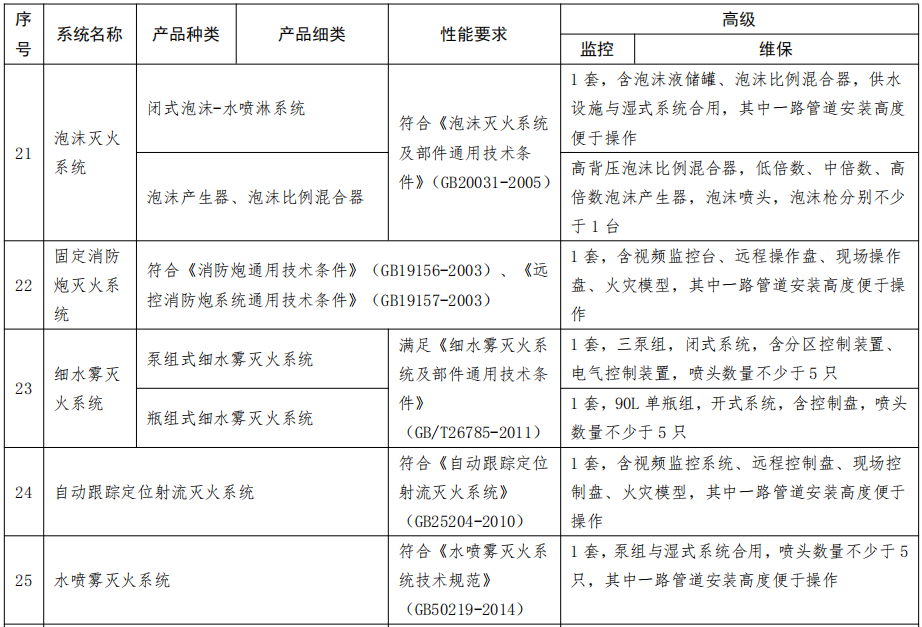 序号
系统名称
产品种类
产品细类
性能要求
高级
监控
维保
21
泡沫灭火
系统
闭式泡沫-水喷淋系统
符合《泡沫灭火系统
及部件通用技术条
件》（GB20031-2005）
1 套，含泡沫液储罐、泡沫比例混合器，供水
设施与湿式系统合用，其中一路管道安装高度
便于操作
泡沫产生器、泡沫比例混合器
高背压泡沫比例混合器，低倍数、中倍数、高
倍数泡沫产生器，泡沫喷头，泡沫枪分别不少
于 1 台
22
固定消防
炮灭火系
统
符合《消防炮通用技术条件》（GB19156-2003）、《远
控消防炮系统通用技术条件》（GB19157-2003）
1 套，含视频监控台、远程操作盘、现场操作
盘、火灾模型，其中一路管道安装高度便于操
作
23
细水雾灭
火系统
泵组式细水雾灭火系统
满足《细水雾灭火系
统及部件通用技术条
件》
（GB/T26785-2011）
1 套，三泵组，闭式系统，含分区控制装置、
电气控制装置，喷头数量不少于 5 只
瓶组式细水雾灭火系统
1 套，90L 单瓶组，开式系统，含控制盘，喷头
数量不少于 5 只
24
自动跟踪定位射流灭火系统
符合《自动跟踪定位
射流灭火系统》
（GB25204-2010）
1 套，含视频监控系统、远程控制盘、现场控
制盘、火灾模型，其中一路管道安装高度便于
操作
25
水喷雾灭火系统
符合《水喷雾灭火系
统技术规范》
（GB50219-2014）
1 套，泵组与湿式系统合用，喷头数量不少于 5
只，其中一路管道安装高度便于操作